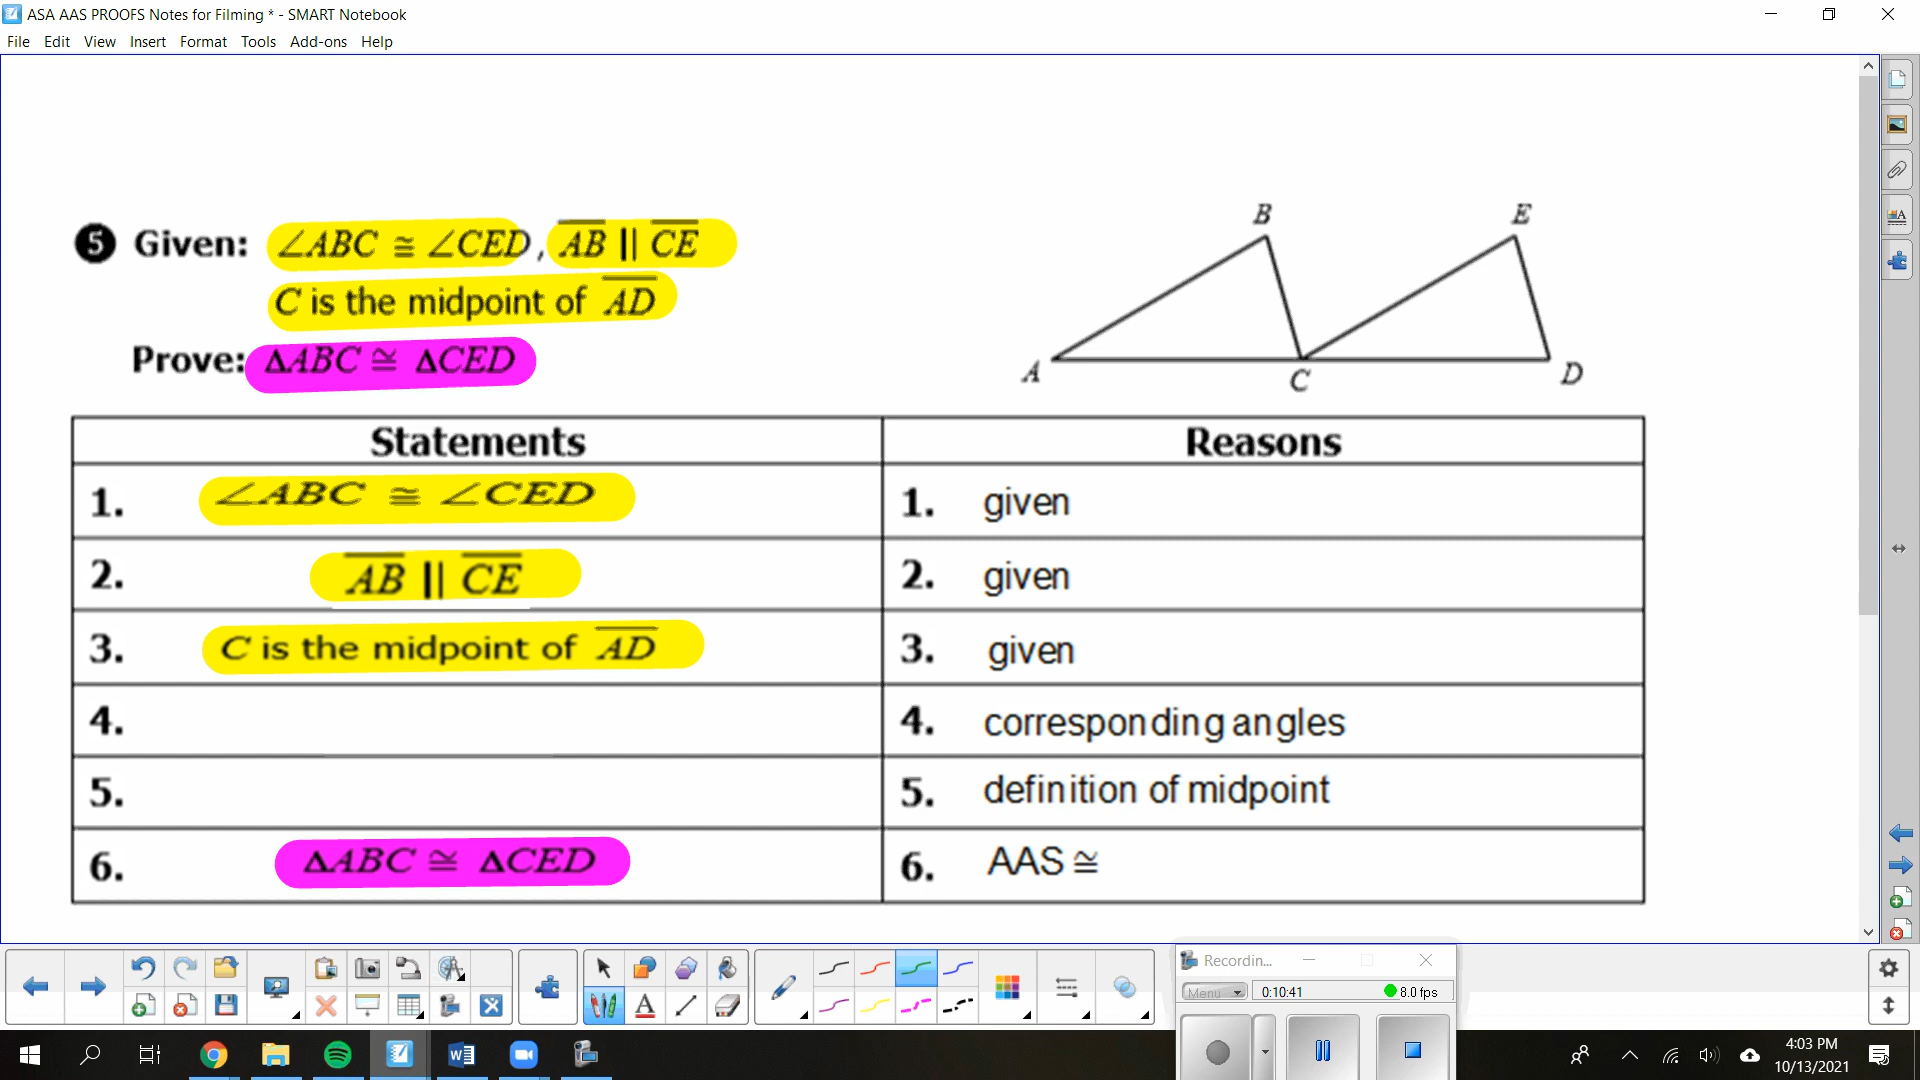 ASA AAS PROOFS Notes for Filming * - SMART Notebook
File Edit View Insert Format Tools Add-ons Help
5 Given: ∠ABC ≅ ∠CED, AB || CE
C is the midpoint of AD
Prove: ΔABC ≅ ΔCED
B
E
A
C
D
Statements Reasons
1. ∠ABC ≅ ∠CED 1. given
2. AB || CE 2. given
3. C is the midpoint of AD 3. given
4. 4. corresponding angles
5. 5. definition of midpoint
6. ΔABC ≅ ΔCED 6. AAS ≅
Recordin...
Menu 0:10:41 8.0 fps
4:03 PM
10/13/2021